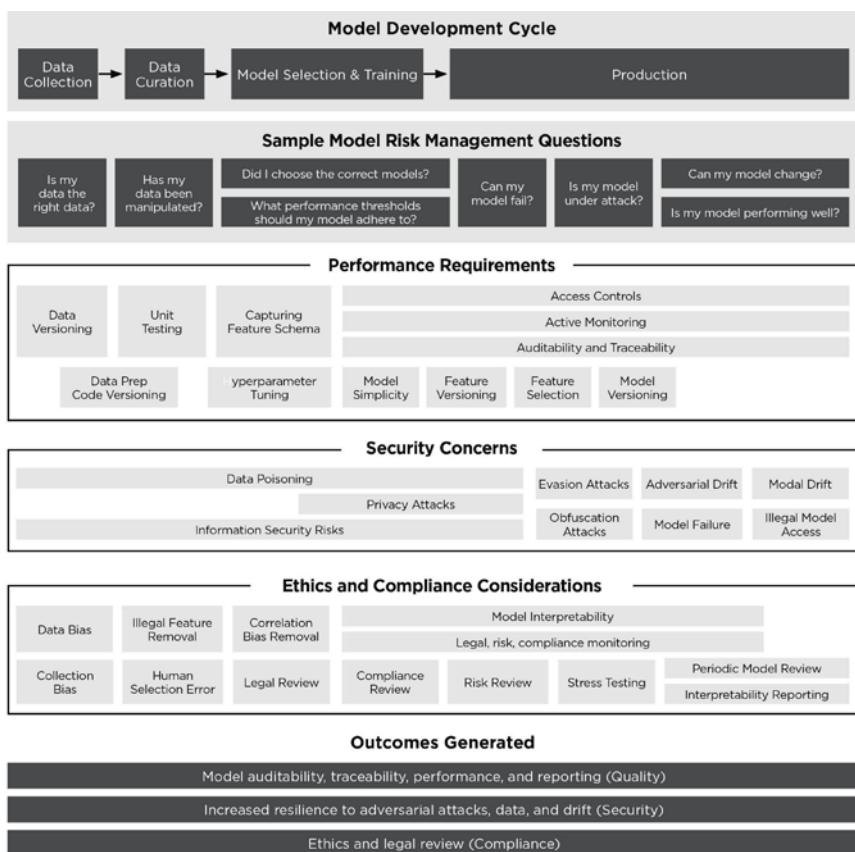 Model Development Cycle
Data
Collection
Data
Curation
Model Selection & Training
Production
Sample Model Risk Management Questions
Is my
data the
right data?
Has my
data been
manipulated?
Did I choose the correct models?
What performance thresholds
should my model adhere to?
Can my
model fail?
Is my model
under attack?
Can my model change?
Is my model performing well?
Performance Requirements
Data
Versioning
Unit
Testing
Capturing
Feature Schema
Access Controls
Active Monitoring
Auditability and Traceability
Data Prep
Code Versioning
Hyperparameter
Tuning
Model
Simplicity
Feature
Versioning
Feature
Selection
Model
Versioning
Security Concerns
Data Poisoning
Privacy Attacks
Information Security Risks
Evasion Attacks
Adversarial Drift
Modal Drift
Obfuscation
Attacks
Model Failure
Illegal Model
Access
Ethics and Compliance Considerations
Data Bias
Illegal Feature
Removal
Correlation
Bias Removal
Model Interpretability
Legal, risk, compliance monitoring
Collection
Bias
Human
Selection Error
Legal Review
Compliance
Review
Risk Review
Stress Testing
Periodic Model Review
Interpretability Reporting
Outcomes Generated
Model auditability, traceability, performance, and reporting (Quality)
Increased resilience to adversarial attacks, data, and drift (Security)
Ethics and legal review (Compliance)